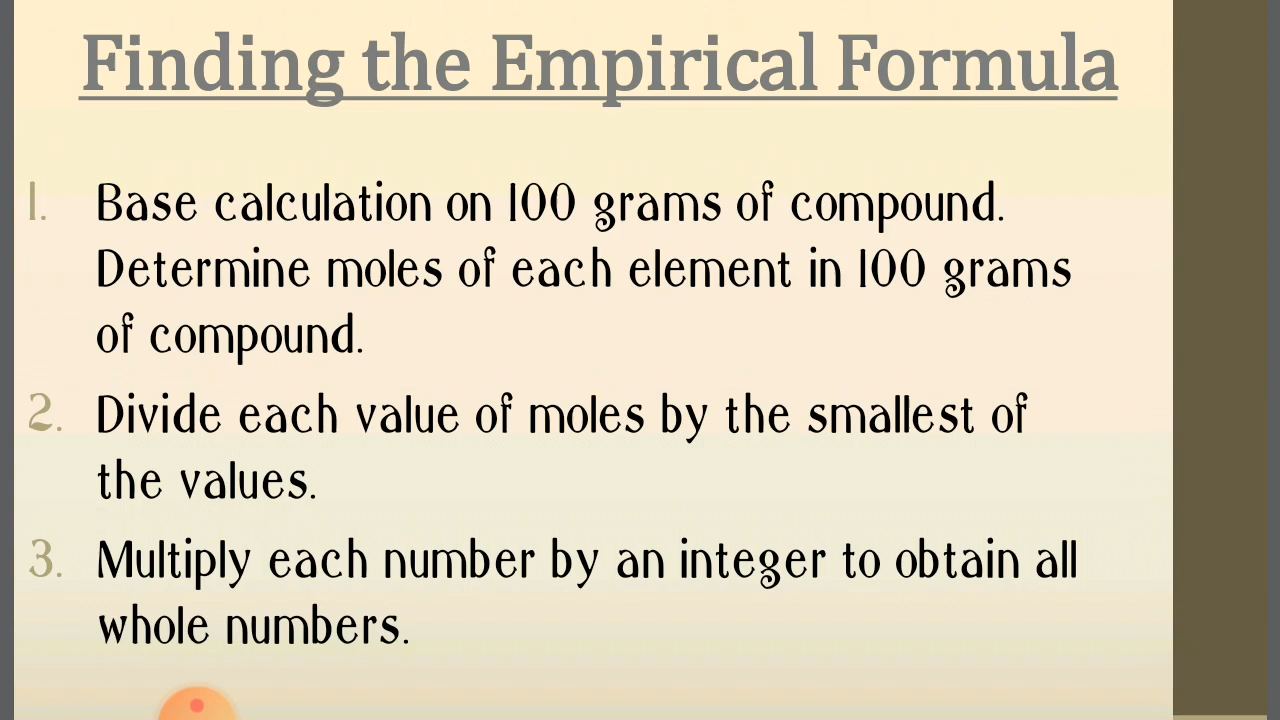 Finding the Empirical Formula
1. Base calculation on 100 grams of compound.
Determine moles of each element in 100 grams
of compound.
2. Divide each value of moles by the smallest of
the values.
3. Multiply each number by an integer to obtain all
whole numbers.